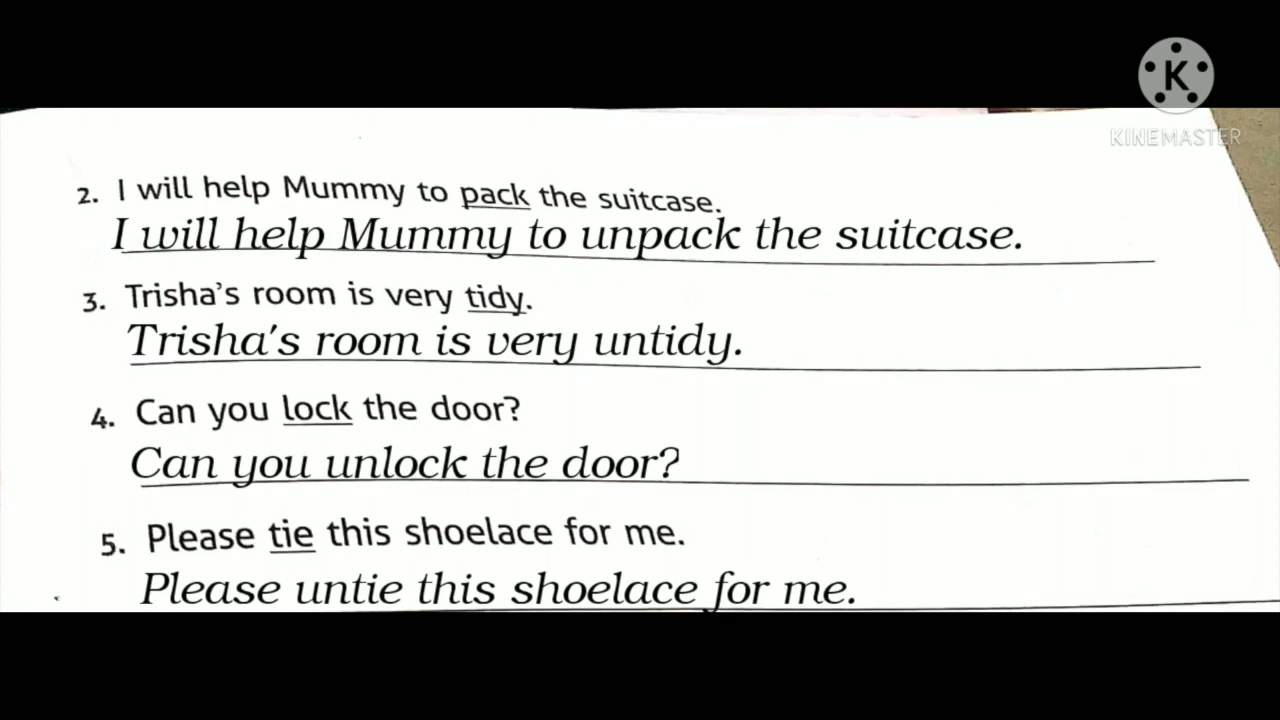 K
KINEMASTER
2. I will help Mummy to pack the suitcase.
I will help Mummy to unpack the suitcase.
3. Trisha's room is very tidy.
Trisha's room is very untidy.
4. Can you lock the door?
Can you unlock the door?
5. Please tie this shoelace for me.
Please untie this shoelace for me.